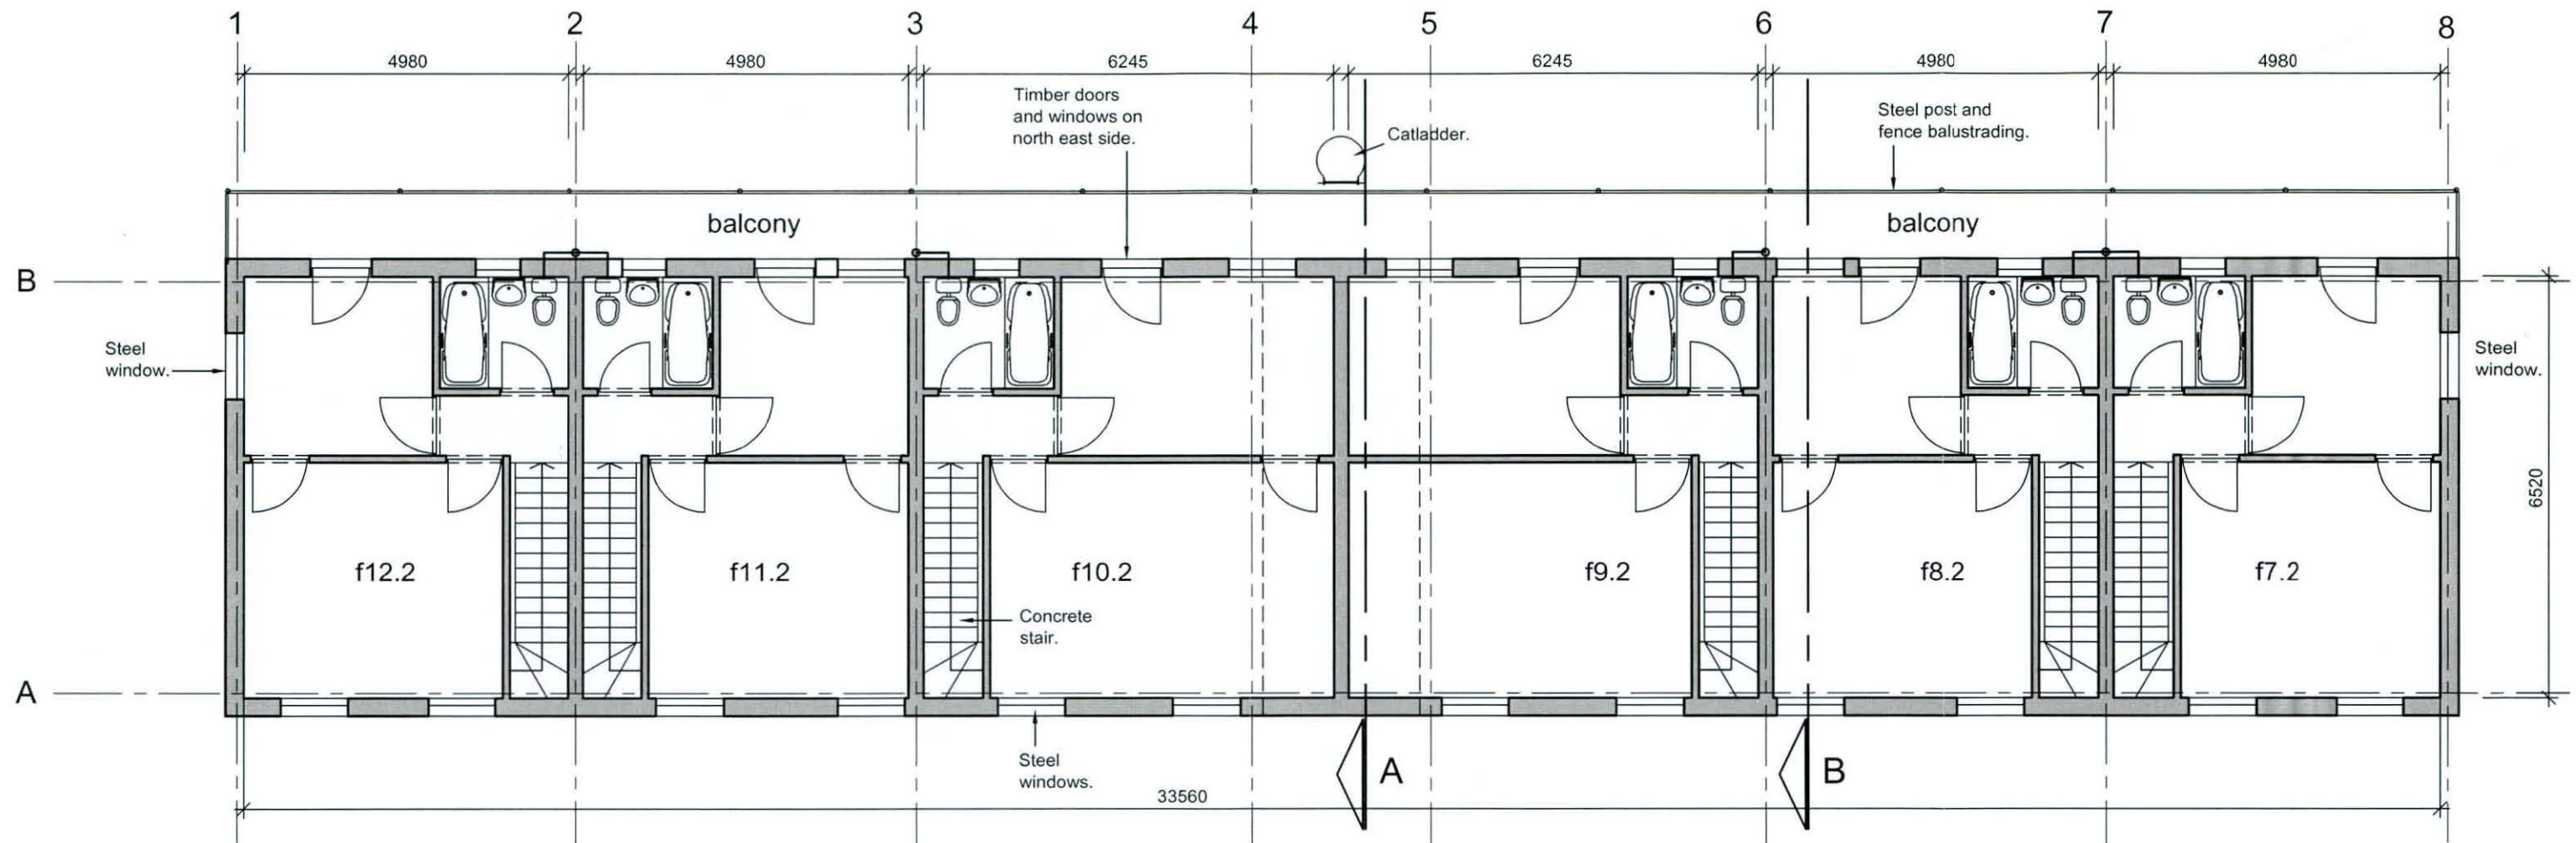 1 2 3 4 5 6 7 8
4980 4980 6245 6245 4980 4980
Timber doors
and windows on
north east side.
Catladder.
Steel post and
fence balustrading.
balcony balcony
B
Steel
window.
Steel
window.
6520
f12.2 f11.2 f10.2 f9.2 f8.2 f7.2
Concrete
stair.
A
Steel
windows.
A B
33560